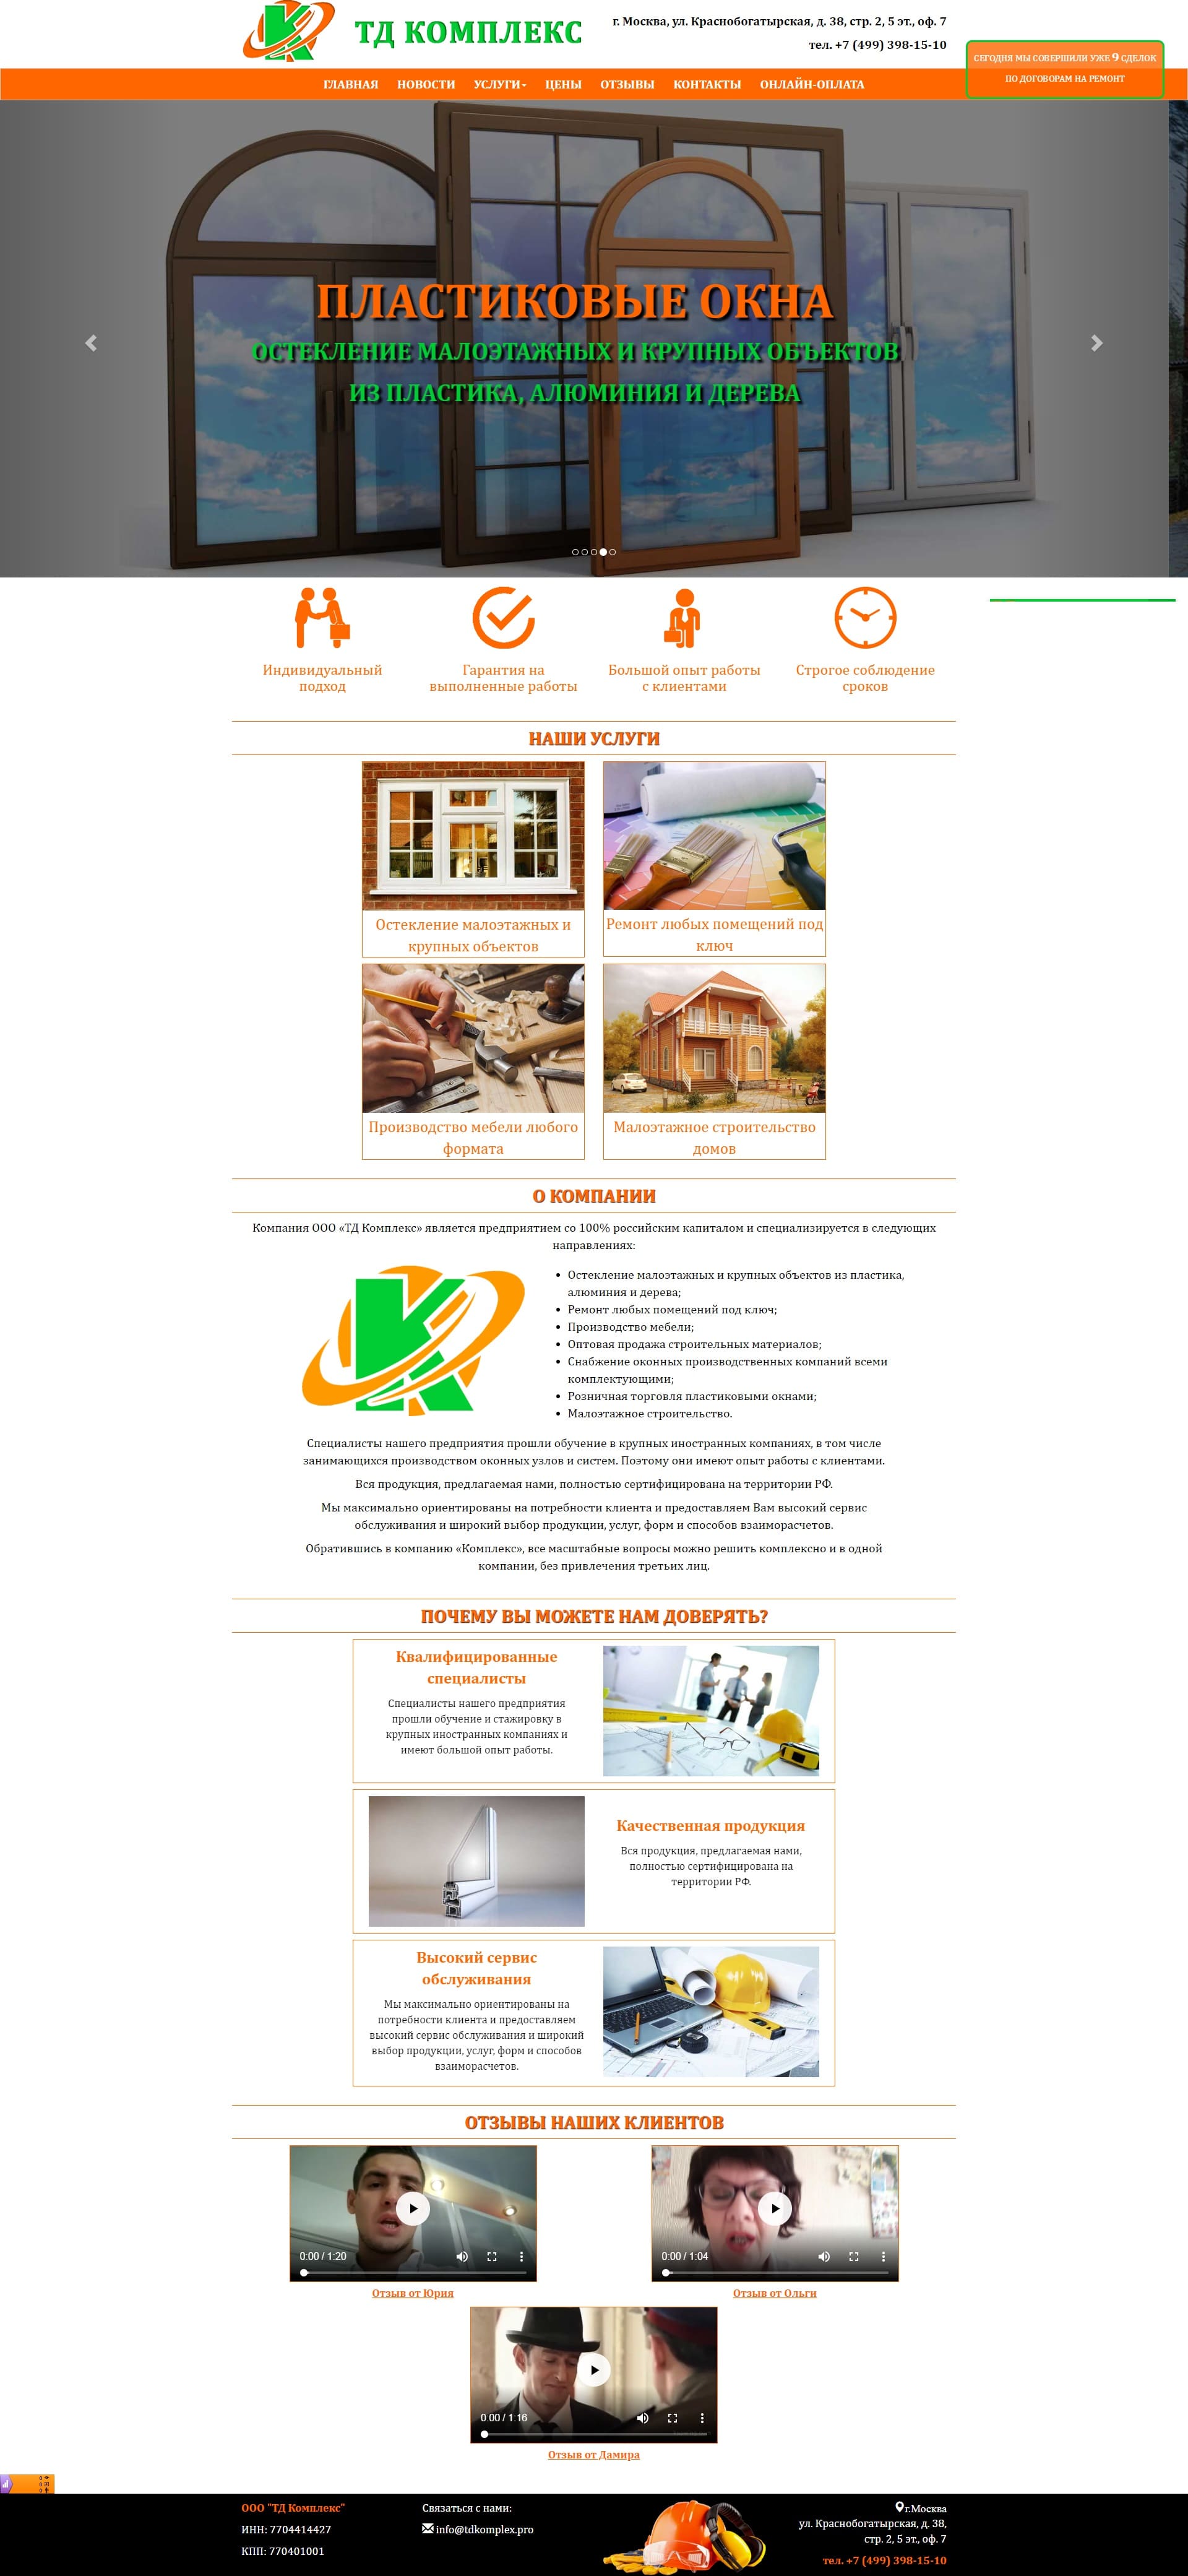 ТД КОМПЛЕКС
г. Москва, ул. Краснобогатырская, д. 38, стр. 2, 5 эт., оф. 7
тел. +7 (499) 398-15-10
СЕГОДНЯ МЫ СОВЕРШИЛИ УЖЕ 9 СДЕЛОК
ПО ДОГОВОРАМ НА РЕМОНТ
ГЛАВНАЯ НОВОСТИ УСЛУГИ ЦЕНЫ ОТЗЫВЫ КОНТАКТЫ ОНЛАЙН-ОПЛАТА
ПЛАСТИКОВЫЕ ОКНА
ОСТЕКЛЕНИЕ МАЛОЭТАЖНЫХ И КРУПНЫХ ОБЪЕКТОВ
ИЗ ПЛАСТИКА, АЛЮМИНИЯ И ДЕРЕВА
Индивидуальный
подход
Гарантия на
выполненные работы
Большой опыт работы
с клиентами
Строгое соблюдение
сроков
НАШИ УСЛУГИ
Остекление малоэтажных и
крупных объектов
Ремонт любых помещений под
ключ
Производство мебели любого
формата
Малоэтажное строительство
домов
О КОМПАНИИ
Компания ООО «ТД Комплекс» является предприятием со 100% российским капиталом и специализируется в следующих
направлениях:
• Остекление малоэтажных и крупных объектов из пластика,
алюминия и дерева;
• Ремонт любых помещений под ключ;
• Производство мебели;
• Оптовая продажа строительных материалов;
• Снабжение оконных производственных компаний всеми
комплектующими;
• Розничная торговля пластиковыми окнами;
• Малоэтажное строительство.
Специалисты нашего предприятия прошли обучение в крупных иностранных компаниях, в том числе
занимающихся производством оконных узлов и систем. Поэтому они имеют опыт работы с клиентами.
Вся продукция, предлагаемая нами, полностью сертифицирована на территории РФ.
Мы максимально ориентированы на потребности клиента и предоставляем Вам высокий сервис
обслуживания и широкий выбор продукции, услуг, форм и способов взаиморасчетов.
Обратившись в компанию «Комплекс», все масштабные вопросы можно решить комплексно и в одной
компании, без привлечения третьих лиц.
ПОЧЕМУ ВЫ МОЖЕТЕ НАМ ДОВЕРЯТЬ?
Квалифицированные
специалисты
Специалисты нашего предприятия
прошли обучение и стажировку в
крупных иностранных компаниях и
имеют большой опыт работы.
Качественная продукция
Вся продукция, предлагаемая нами,
полностью сертифицирована на
территории РФ.
Высокий сервис
обслуживания
Мы максимально ориентированы на
потребности клиента и предоставляем
высокий сервис обслуживания и широкий
выбор продукции, услуг, форм и способов
взаиморасчетов.
ОТЗЫВЫ НАШИХ КЛИЕНТОВ
0:00 / 1:20
Отзыв от Юрия
0:00 / 1:04
Отзыв от Ольги
0:00 / 1:16
Отзыв от Дамира
ООО "ТД Комплекс"
ИНН: 7704414427
КПП: 770401001
Связаться с нами:
info@tdkomplex.pro
г.Москва
ул. Краснобогатырская, д. 38,
стр. 2, 5 эт., оф. 7
тел. +7 (499) 398-15-10